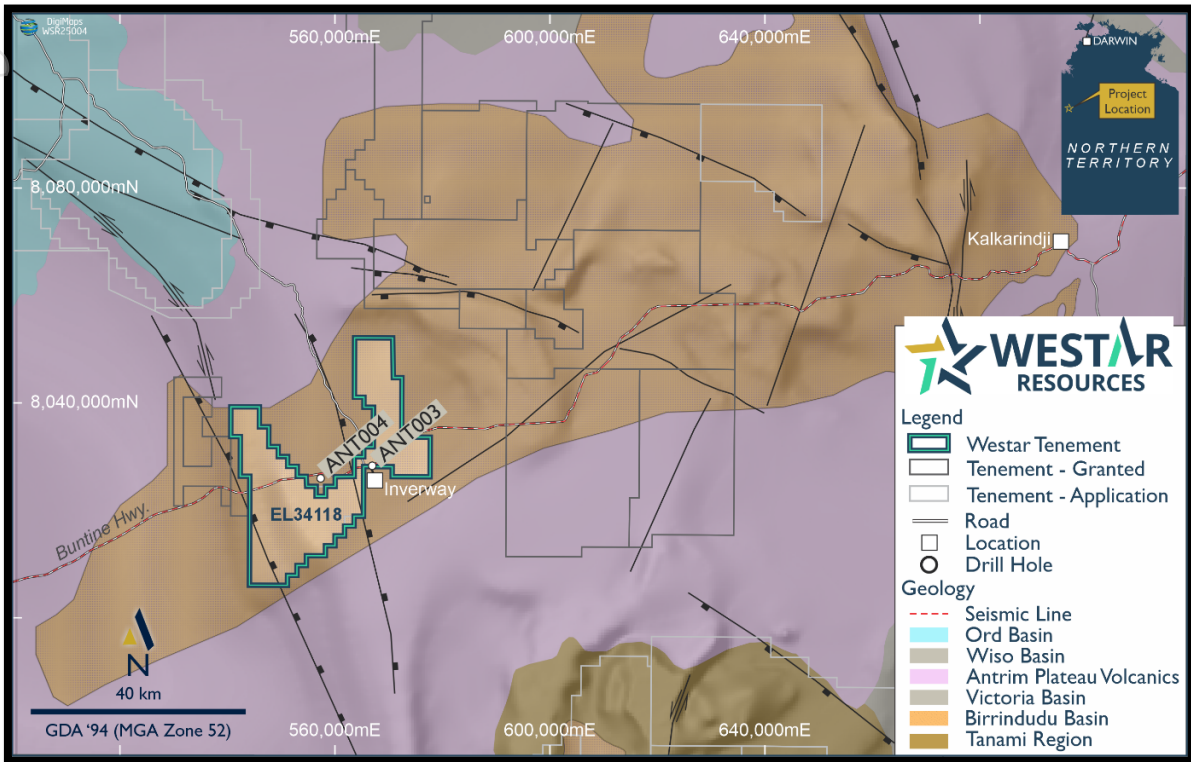 DigiMaps
WSR25004
560,000mE
600,000mE
640,000mE
DARWIN
Project
Location
NORTHERN
TERRITORY
8,080,000mN
Kalkarindji
WESTAR
RESOURCES
8,040,000mN
ANT004
ANT003
Inverway
EL34118
Buntine Hwy.
Legend
Westar Tenement
Tenement - Granted
Tenement - Application
Road
Location
Drill Hole
Geology
Seismic Line
Ord Basin
Wiso Basin
Antrim Plateau Volcanics
Victoria Basin
Birrindudu Basin
Tanami Region
N
40 km
GDA '94 (MGA Zone 52)
560,000mE
600,000mE
640,000mE